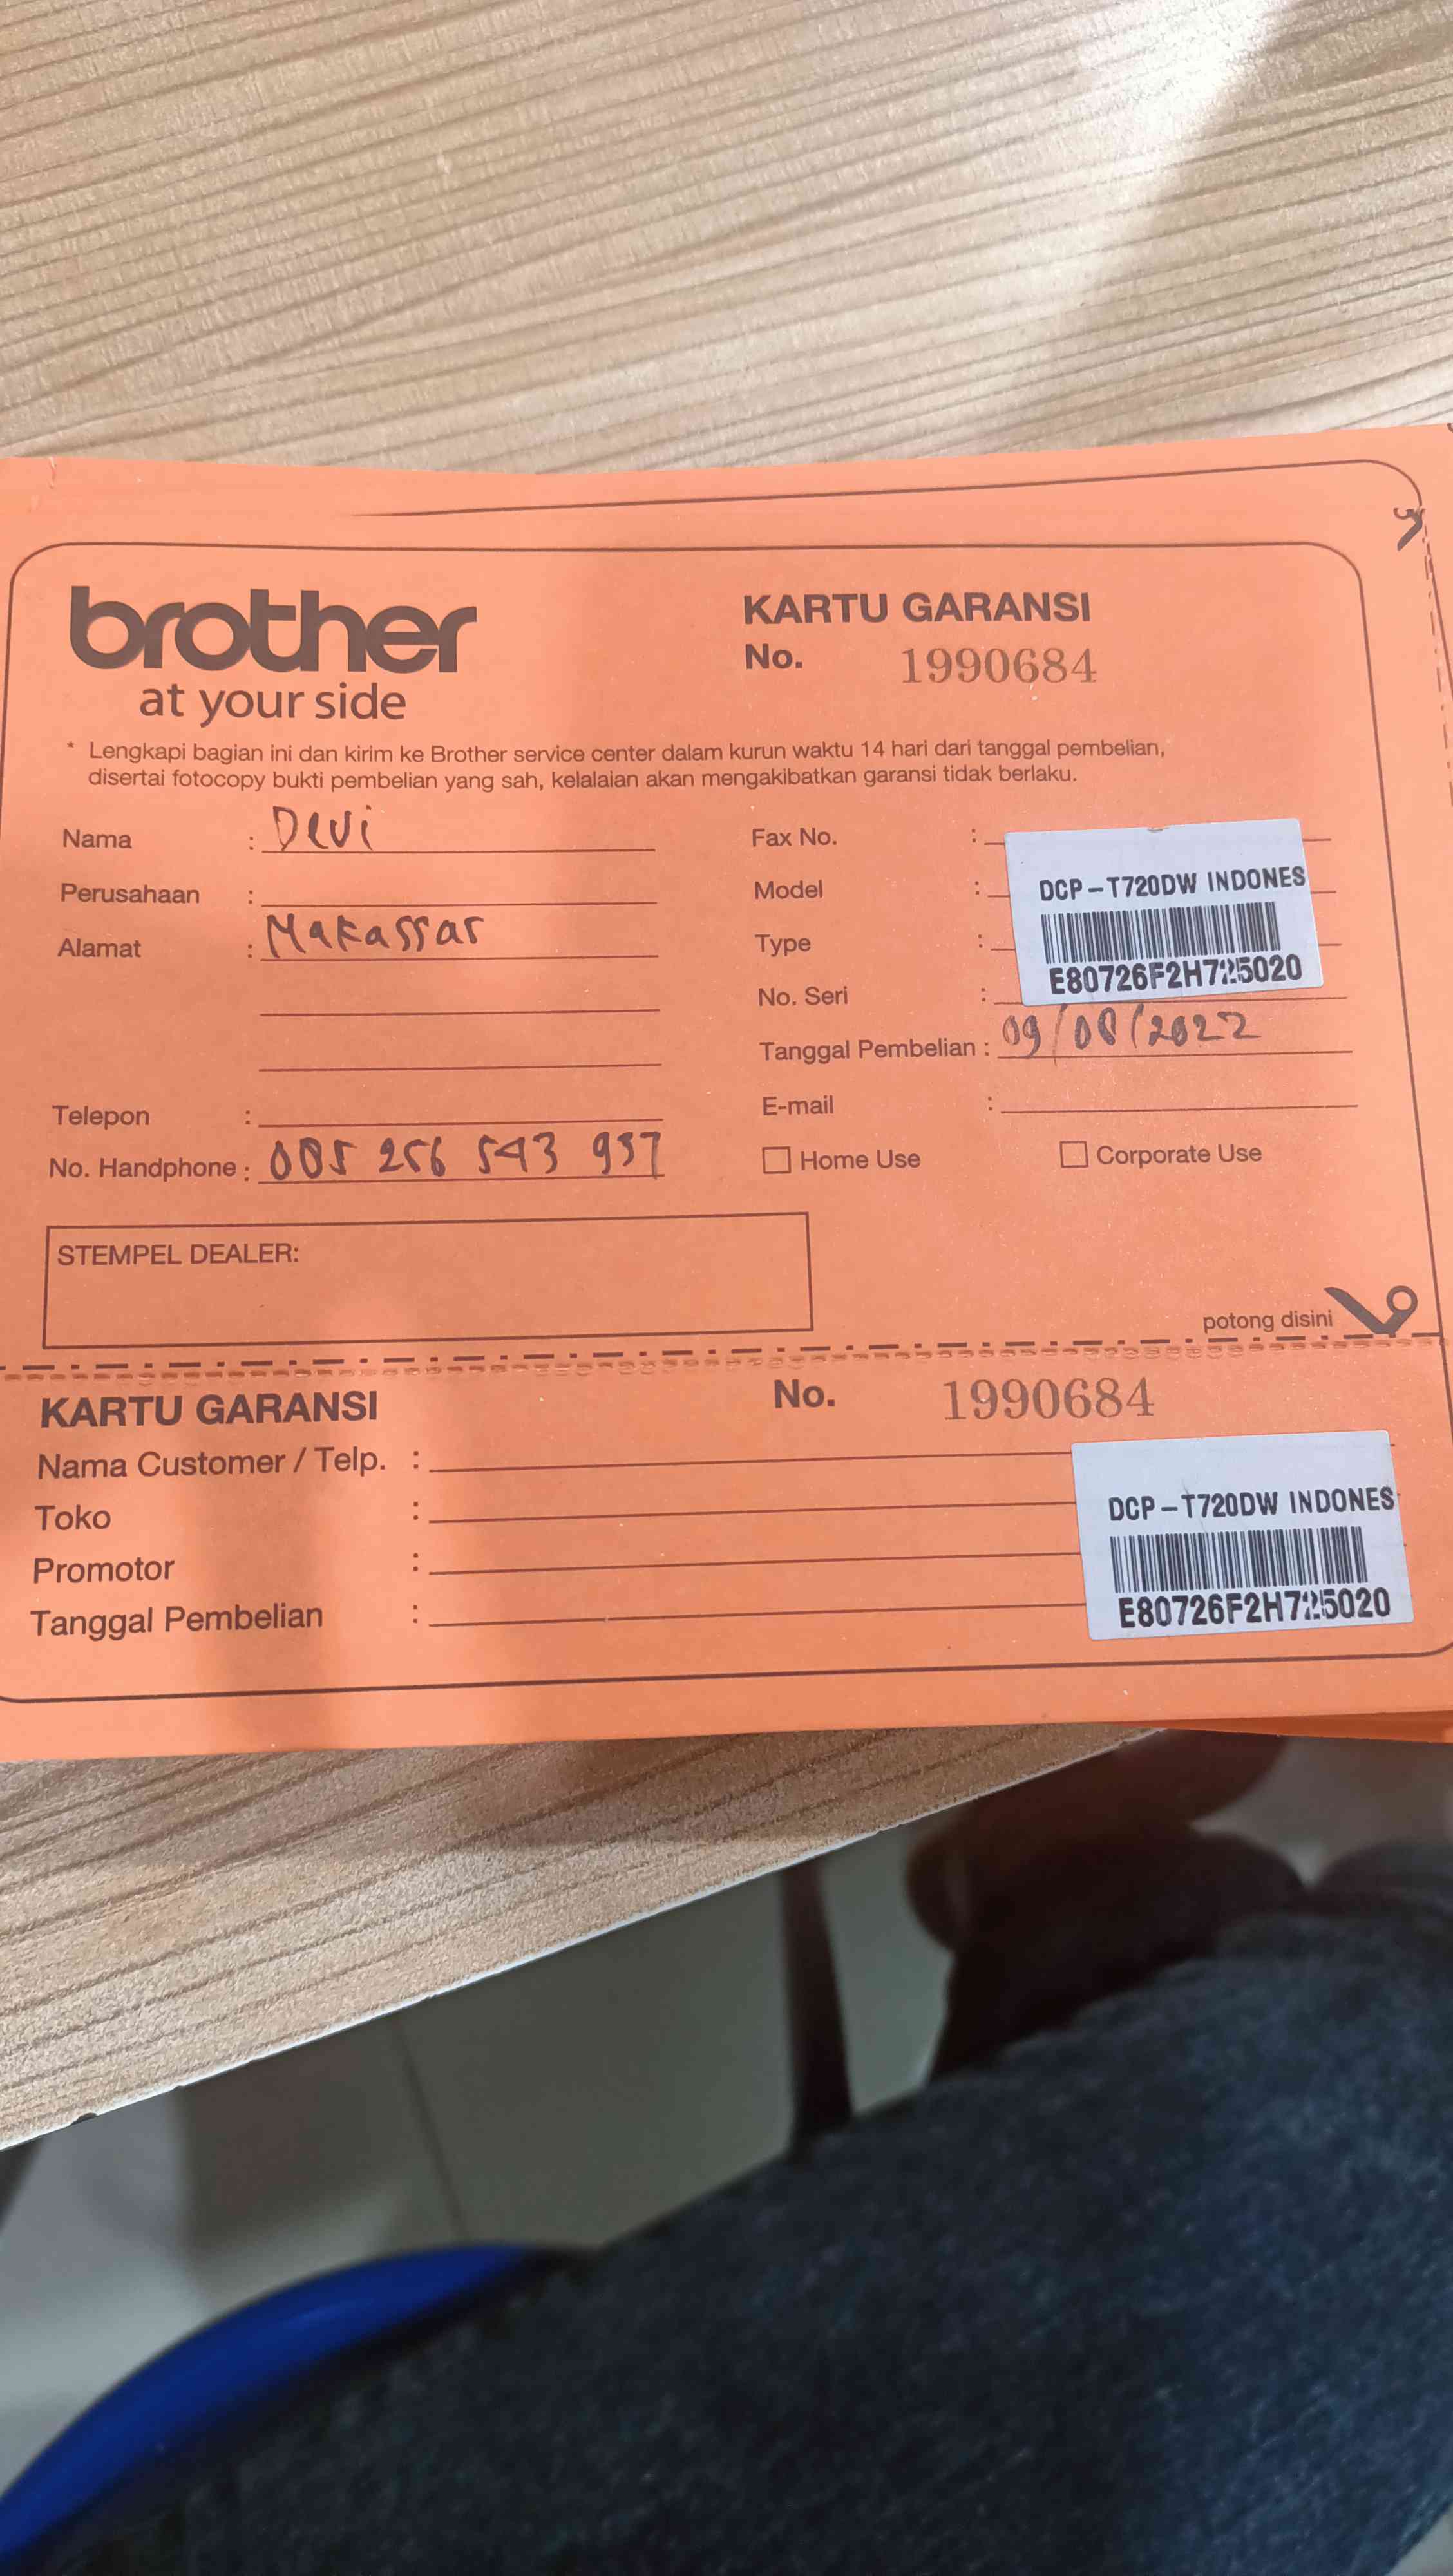 brother
at your side
KARTU GARANSI
No. 1990684
* Lengkapi bagian ini dan kirim ke Brother service center dalam kurun waktu 14 hari dari tanggal pembelian,
disertai fotocopy bukti pembelian yang sah, kelalaian akan mengakibatkan garansi tidak berlaku.
Nama : Devi
Perusahaan :
Alamat : Makassar
Telepon :
No. Handphone : 085 256 543 937
Fax No. :
Model :
Type :
No. Seri :
DCP-T720DW INDONES
E80726F2H725020
Tanggal Pembelian : 09/08/2022
E-mail :
Home Use
Corporate Use
STEMPEL DEALER:
potong disini
KARTU GARANSI
No. 1990684
Nama Customer / Telp. :
Toko :
Promotor :
Tanggal Pembelian :
DCP-T720DW INDONES
E80726F2H725020